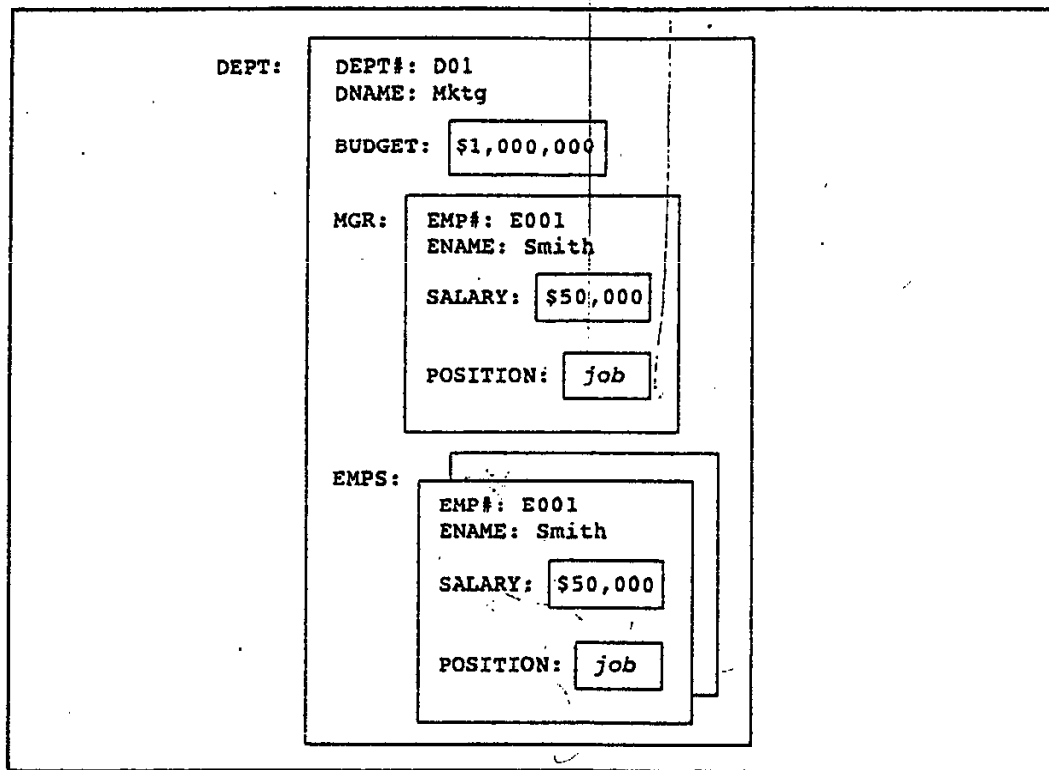 DEPT: DEPT#: D01
DNAME: Mktg
BUDGET: $1,000,000
MGR: EMP#: E001
ENAME: Smith
SALARY: $50,000
POSITION: job
EMPS:
EMP#: E001
ENAME: Smith
SALARY: $50,000
POSITION: job